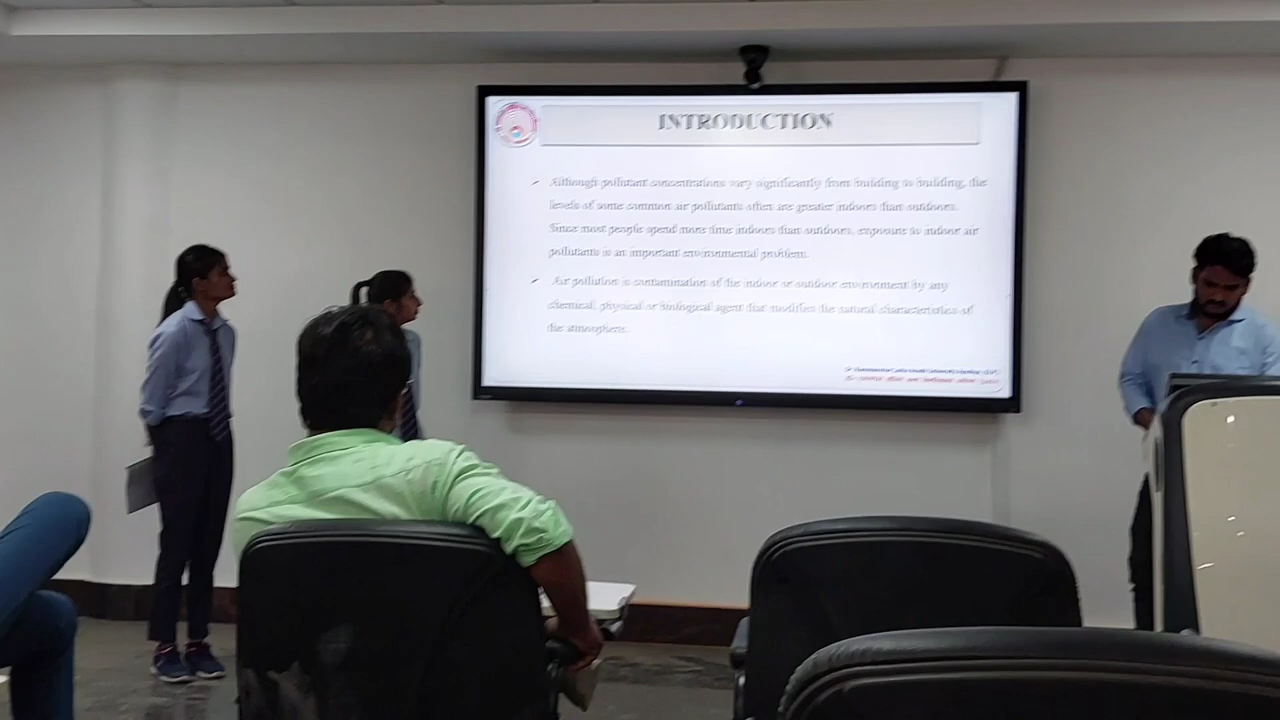 INTRODUCTION
Although pollutant concentrations vary significantly from building to building, the
levels of some common air pollutants often are greater indoors than outdoors.
Since most people spend more time indoors than outdoors, exposure to indoor air
pollutants is an important environmental problem.
Air pollution is contamination of the indoor or outdoor environment by any
chemical, physical or biological agent that modifies the natural characteristics of
the atmosphere.